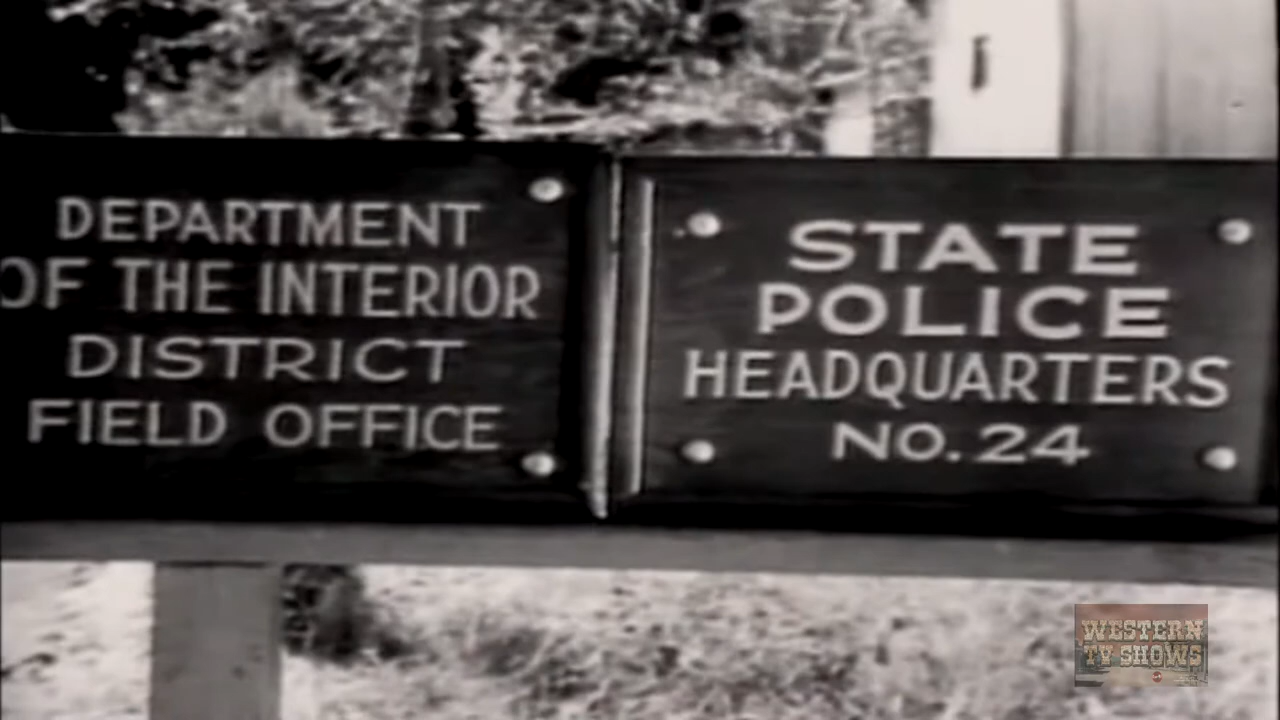 DEPARTMENT
OF THE INTERIOR
DISTRICT
FIELD OFFICE
STATE
POLICE
HEADQUARTERS
NO. 24
WESTERN
TV SHOWS